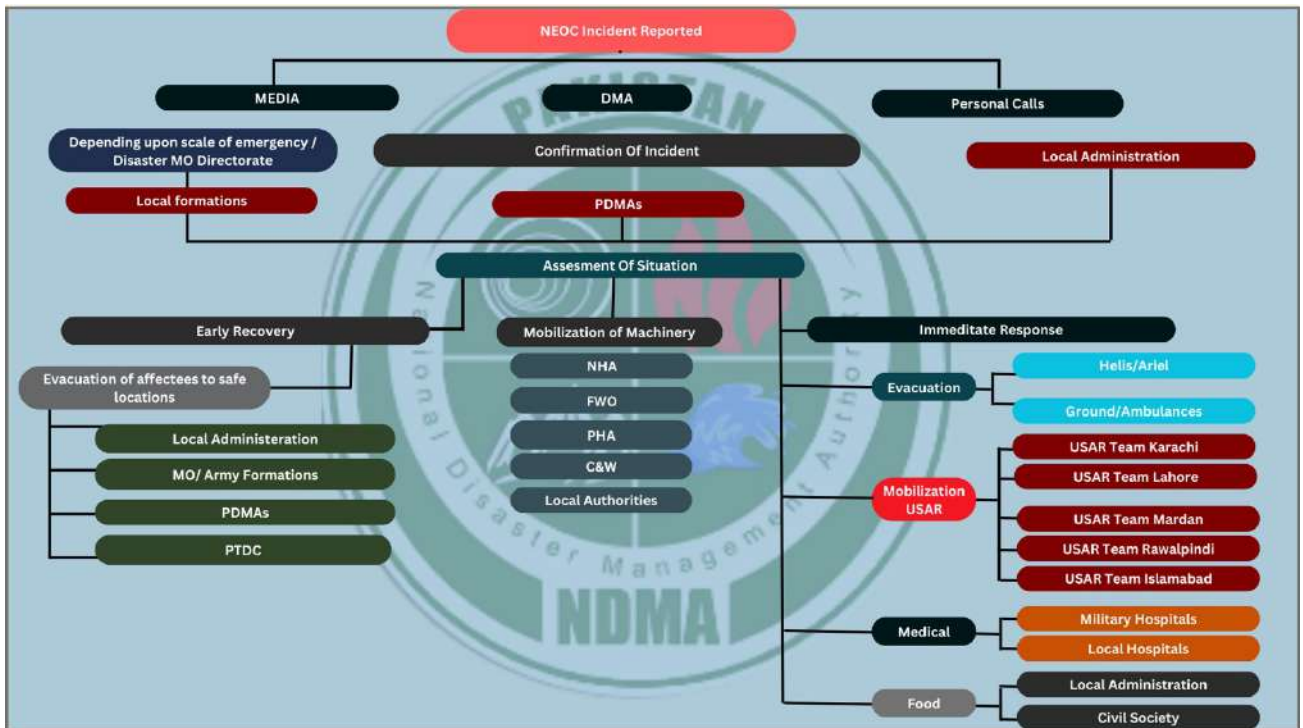 NEOC Incident Reported
MEDIA
DMA
Personal Calls
Depending upon scale of emergency /
Disaster MO Directorate
Confirmation Of Incident
Local Administration
Local formations
PDMAs
Assesment Of Situation
Early Recovery
Mobilization of Machinery
Immeditate Response
Evacuation of affectees to safe
locations
Local Administeration
MO/ Army Formations
PDMAs
PTDC
NHA
FWO
PHA
C&W
Local Authorities
Evacuation
Helis/Ariel
Ground/Ambulances
Mobilization
USAR
USAR Team Karachi
USAR Team Lahore
USAR Team Mardan
USAR Team Rawalpindi
USAR Team Islamabad
Medical
Military Hospitals
Local Hospitals
Food
Local Administration
Civil Society
PAKISTAN
National Disaster Management Authority
NDMA